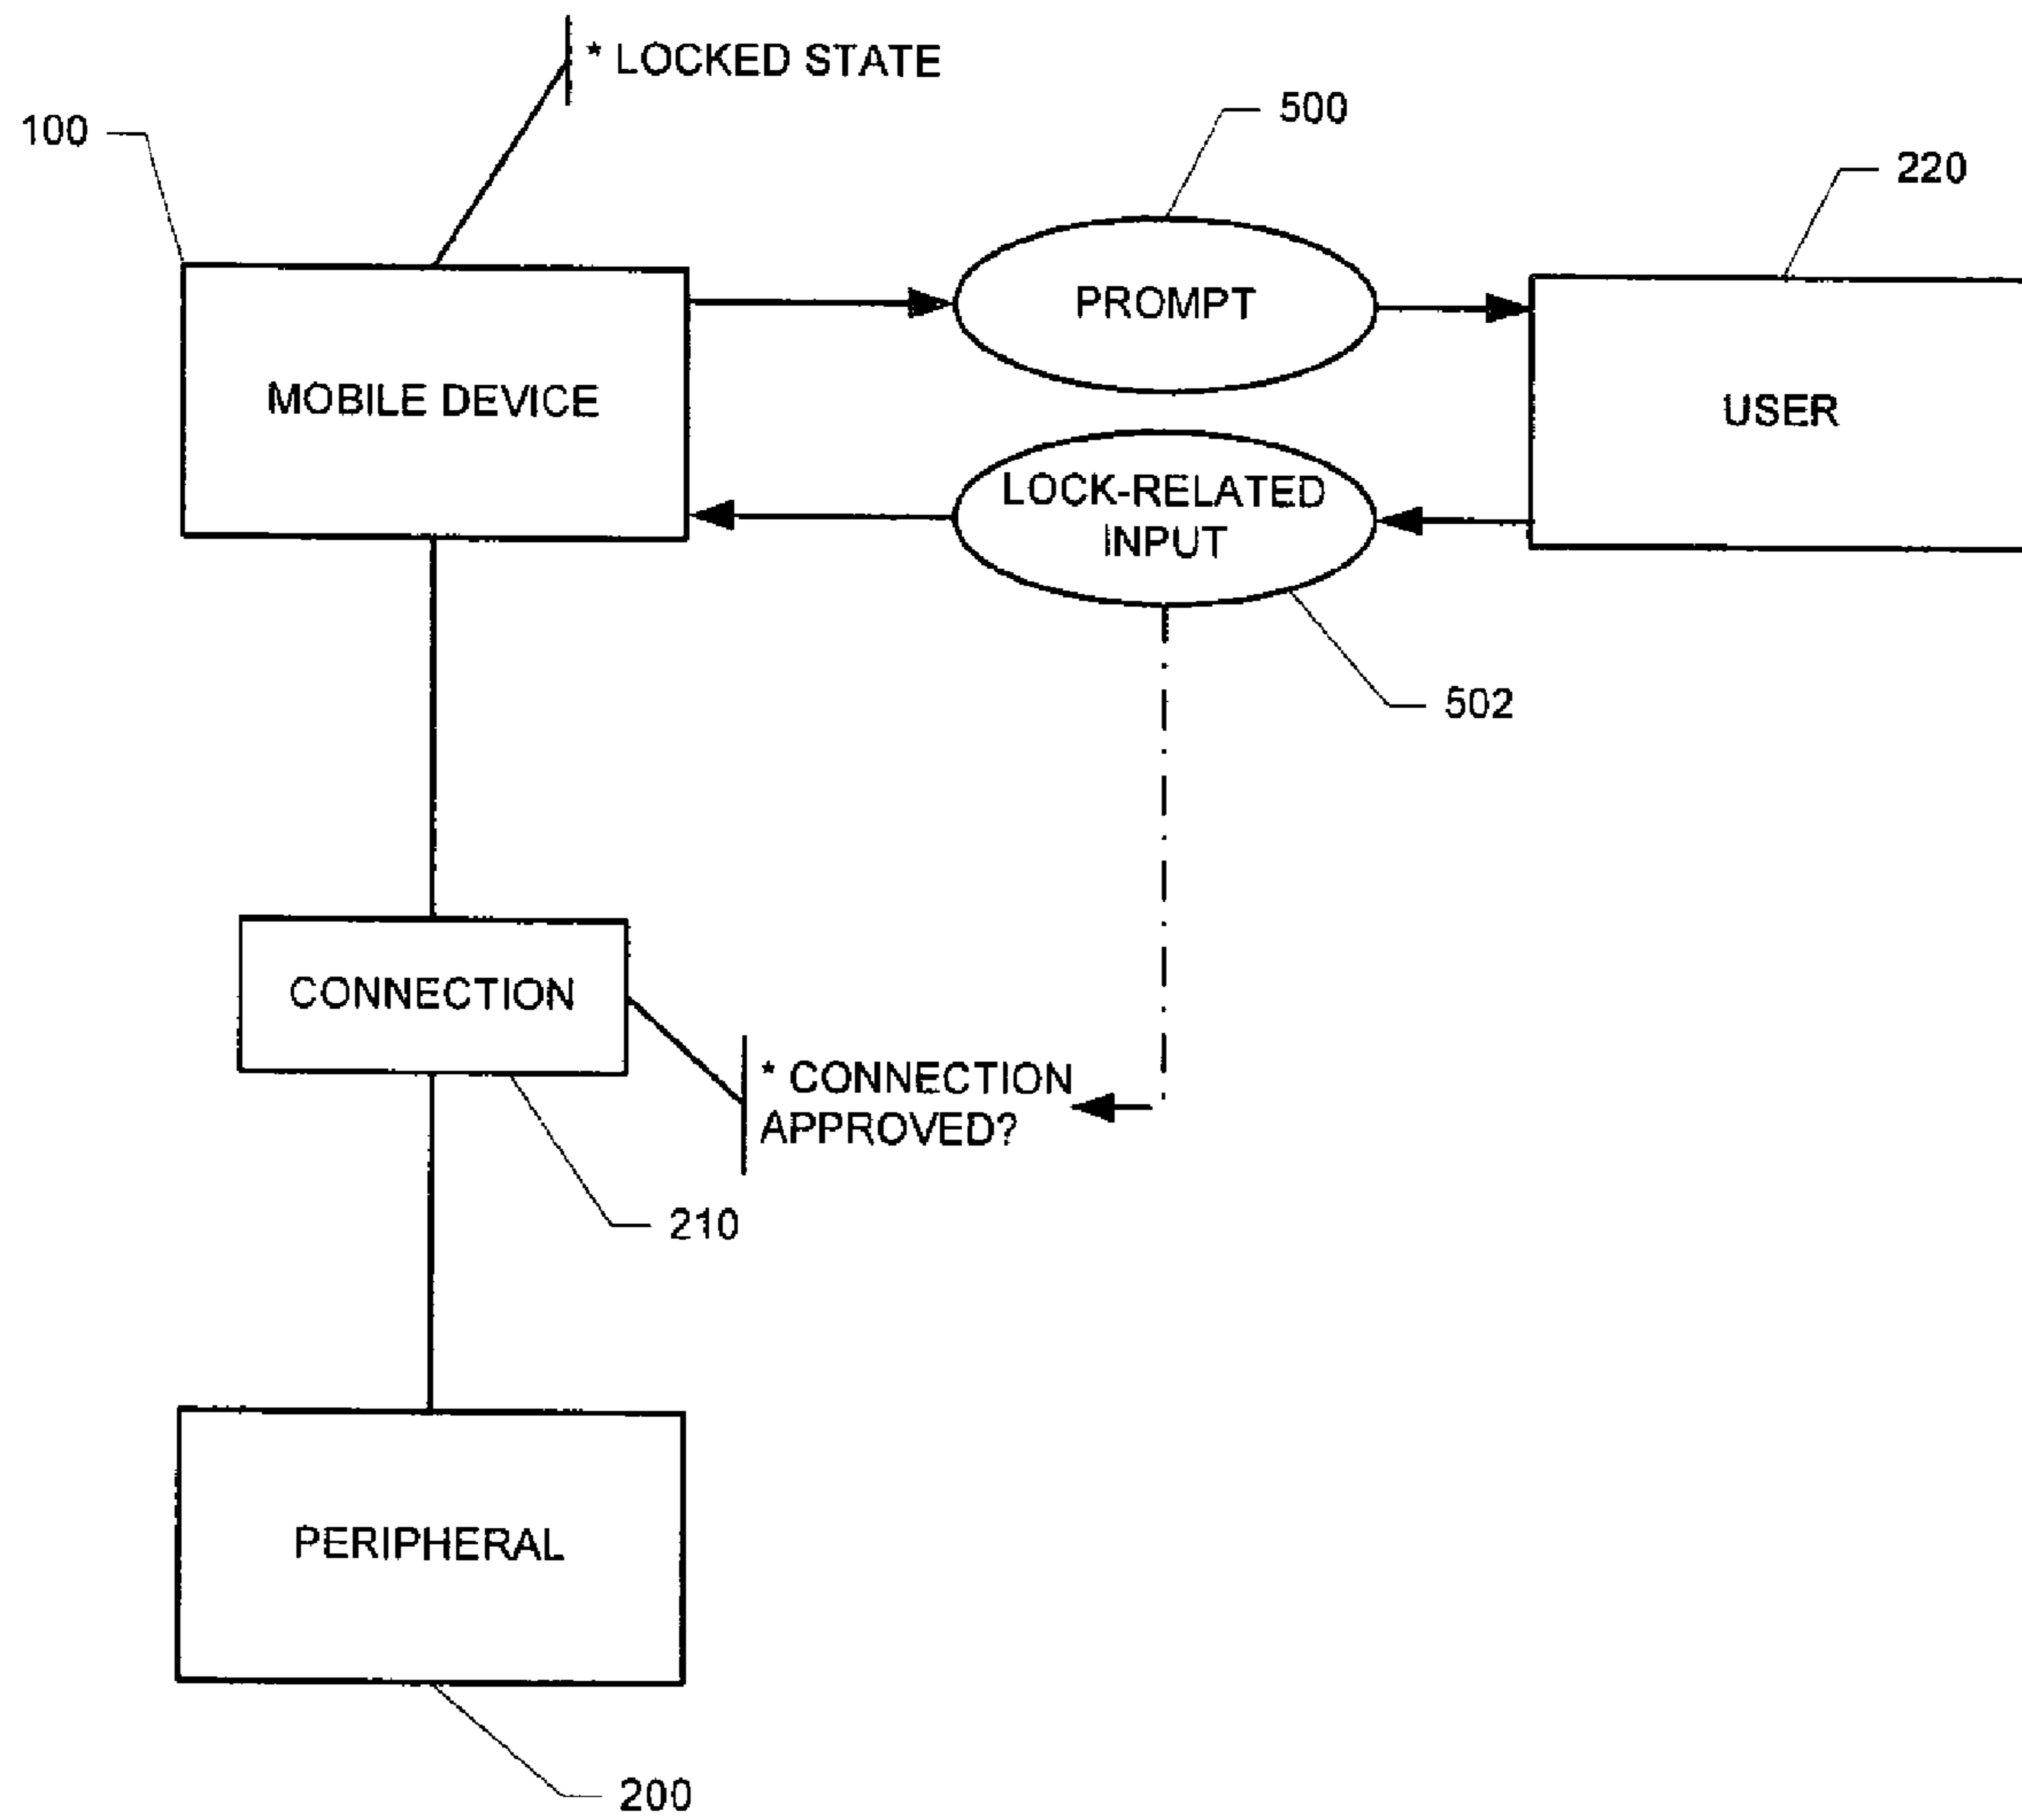 * LOCKED STATE
500
100
220
PROMPT
MOBILE DEVICE
USER
LOCK-RELATED
INPUT
502
CONNECTION
* CONNECTION
APPROVED?
210
PERIPHERAL
200